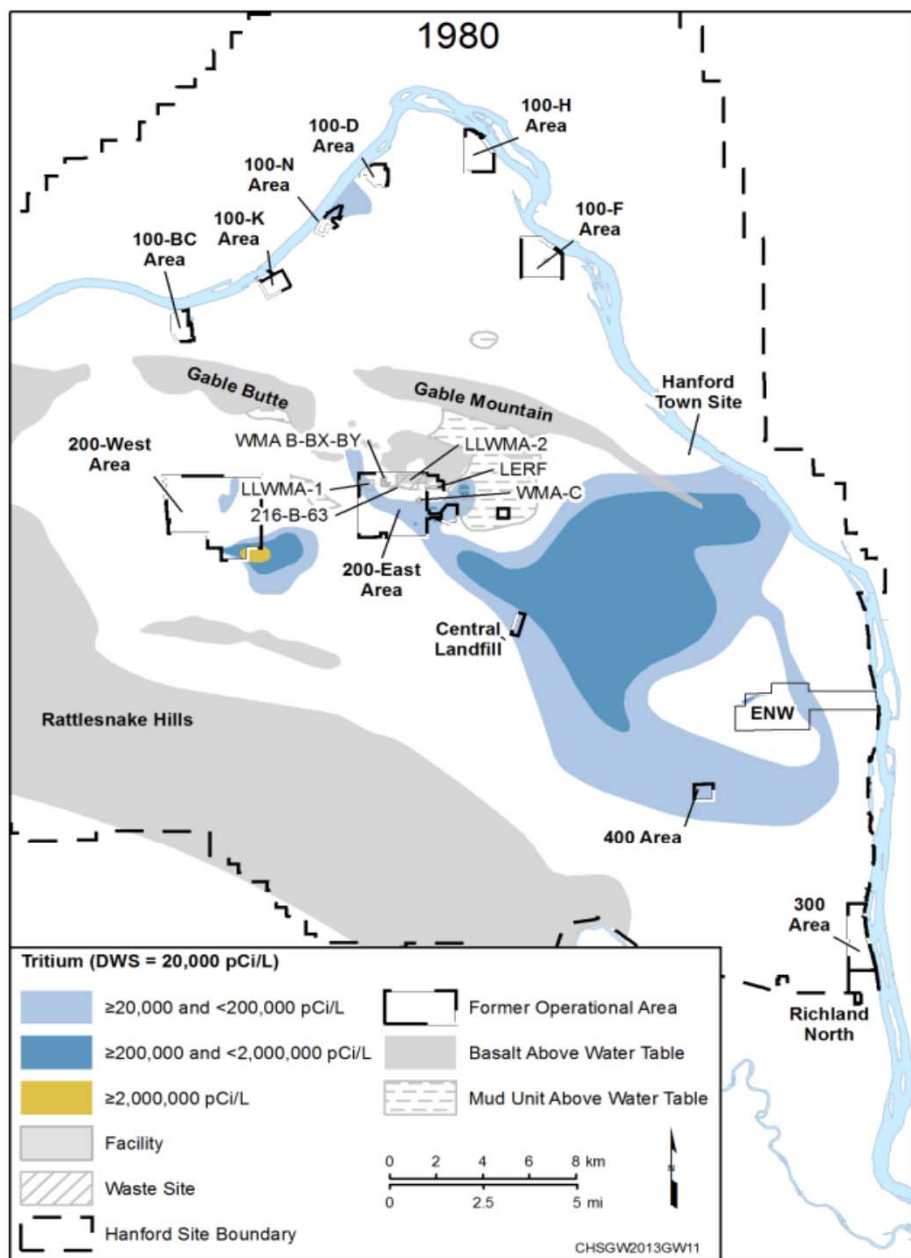 1980
100-H
Area
100-D
Area
100-N
Area
100-F
Area
100-K
Area
100-BC
Area
Gable Butte
Gable Mountain
Hanford
Town Site
WMA B-BX-BY
LLWMA-2
200-West
Area
LERF
LLWMA-1
WMA-C
216-B-63
200-East
Area
Central
Landfill
Rattlesnake Hills
ENW
400 Area
300
Area
Richland
North
Tritium (DWS = 20,000 pCi/L)
≥20,000 and <200,000 pCi/L
≥200,000 and <2,000,000 pCi/L
≥2,000,000 pCi/L
Facility
Waste Site
Hanford Site Boundary
Former Operational Area
Basalt Above Water Table
Mud Unit Above Water Table
0 2 4 6 8 km
0 2.5 5 mi
N
CHSGW2013GW11